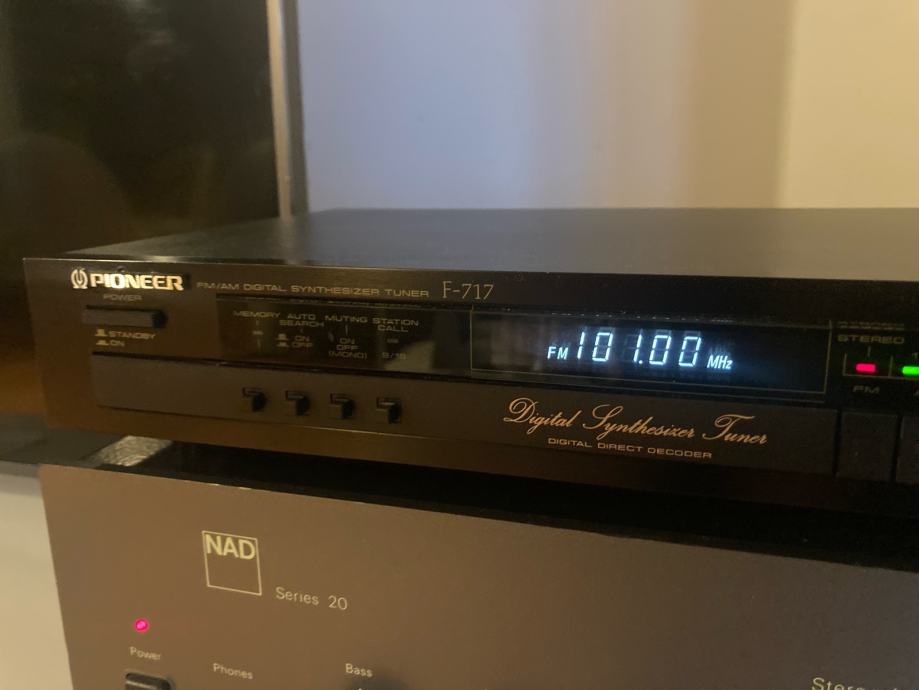 PIONEER
FM/AM DIGITAL SYNTHESIZER TUNER F-717
POWER
STANDBY
ON
MEMORY AUTO SEARCH MUTING STATION CALL
ON
OFF
ON
OFF
(MONO)
8/16
FM 101.00 MHz
STEREO
FM
Digital Synthesizer Tuner
DIGITAL DIRECT DECODER
NAD
Series 20
Power
Phones
Bass